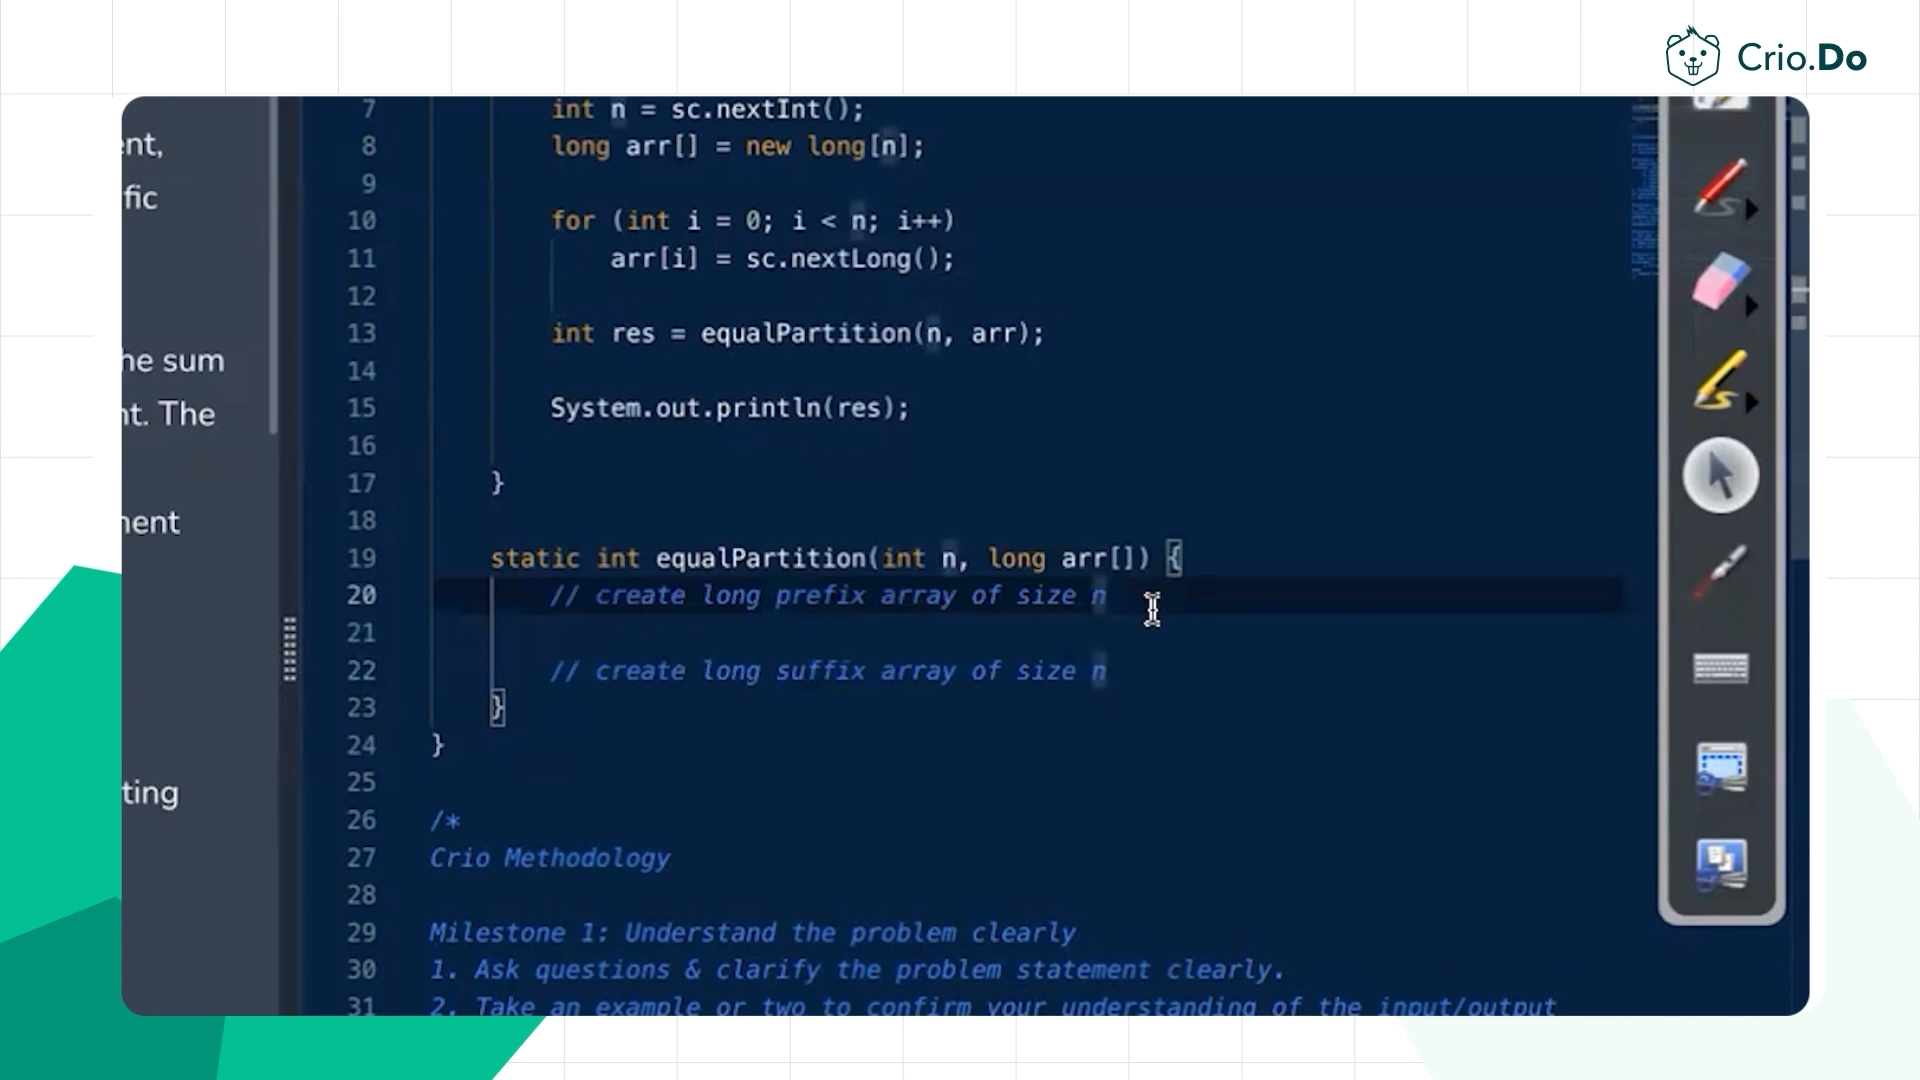 Crio.Do
ent,
fic
he sum
nt. The
nent
ting
7 int n = sc.nextInt();
8 long arr[] = new long[n];
9
10 for (int i = 0; i < n; i++)
11 arr[i] = sc.nextLong();
12
13 int res = equalPartition(n, arr);
14
15 System.out.println(res);
16
17 }
18
19 static int equalPartition(int n, long arr[]) {
20 // create long prefix array of size n
21
22 // create long suffix array of size n
23 }
24 }
25
26 /*
27 Crio Methodology
28
29 Milestone 1: Understand the problem clearly
30 1. Ask questions & clarify the problem statement clearly.
31 2. Take an example or two to confirm your understanding of the input/output